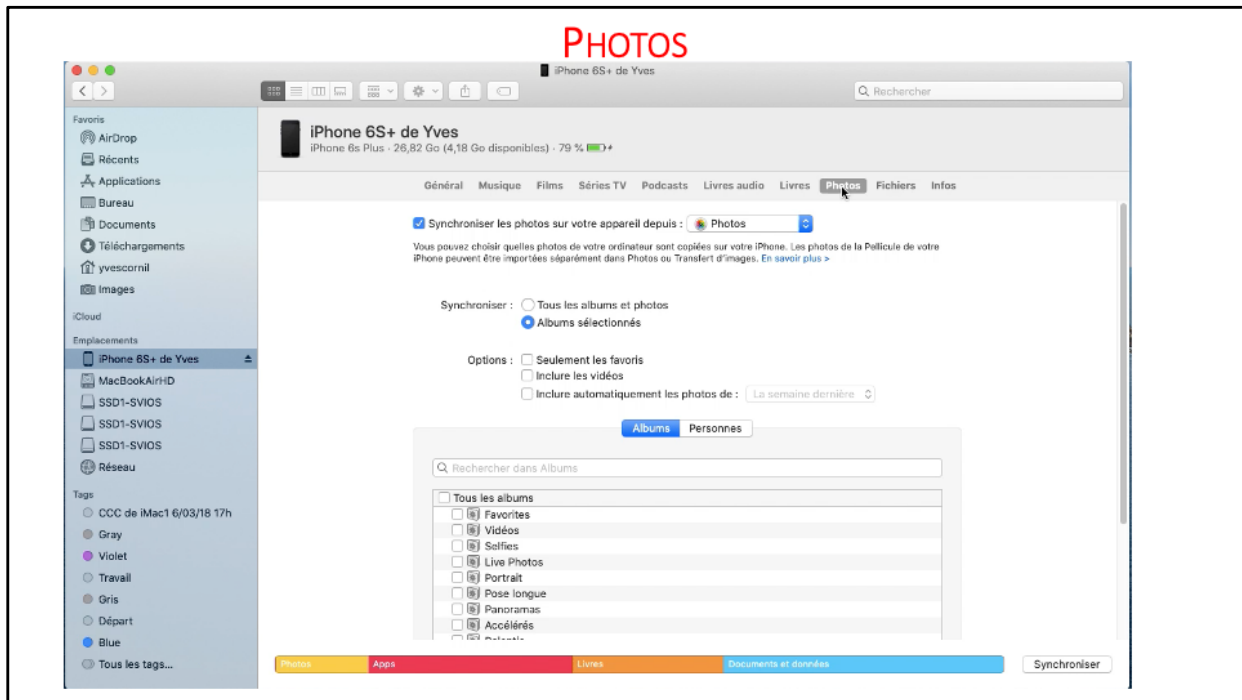 PHOTOS
iPhone 6S+ de Yves
Rechercher
Favoris
AirDrop
Récents
Applications
Bureau
Documents
Téléchargements
yvescornil
Images
iCloud
Emplacements
iPhone 6S+ de Yves
MacBookAirHD
SSD1-SVIOS
SSD1-SVIOS
SSD1-SVIOS
Réseau
Tags
CCC de iMac1 6/03/18 17h
Gray
Violet
Travail
Gris
Départ
Blue
Tous les tags...
iPhone 6S+ de Yves
iPhone 6s Plus · 26,82 Go (4,18 Go disponibles) · 79 %
Général Musique Films Séries TV Podcasts Livres audio Livres Photos Fichiers Infos
Synchroniser les photos sur votre appareil depuis : Photos
Vous pouvez choisir quelles photos de votre ordinateur sont copiées sur votre iPhone. Les photos de la Pellicule de votre
iPhone peuvent être importées séparément dans Photos ou Transfert d'images. En savoir plus >
Synchroniser : Tous les albums et photos
Albums sélectionnés
Options : Seulement les favoris
Inclure les vidéos
Inclure automatiquement les photos de : La semaine dernière
Albums Personnes
Rechercher dans Albums
Tous les albums
Favorites
Vidéos
Selfies
Live Photos
Portrait
Pose longue
Panoramas
Accélérés
Photos Apps Livres Documents et données
Synchroniser